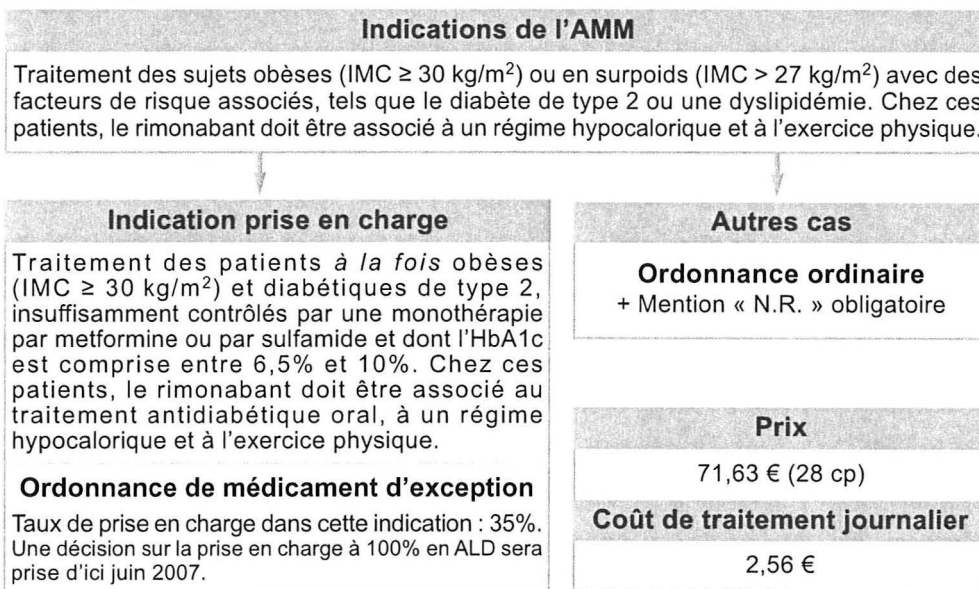 Indications de l'AMM
Traitement des sujets obèses (IMC ≥ 30 kg/m²) ou en surpoids (IMC > 27 kg/m²) avec des
facteurs de risque associés, tels que le diabète de type 2 ou une dyslipidémie. Chez ces
patients, le rimonabant doit être associé à un régime hypocalorique et à l'exercice physique.
Indication prise en charge
Traitement des patients à la fois obèses
(IMC ≥ 30 kg/m²) et diabétiques de type 2,
insuffisamment contrôlés par une monothérapie
par metformine ou par sulfamide et dont l'HbA1c
est comprise entre 6,5% et 10%. Chez ces
patients, le rimonabant doit être associé au
traitement antidiabétique oral, à un régime
hypocalorique et à l'exercice physique.
Ordonnance de médicament d'exception
Taux de prise en charge dans cette indication : 35%.
Une décision sur la prise en charge à 100% en ALD sera
prise d'ici juin 2007.
Autres cas
Ordonnance ordinaire
+ Mention « N.R. » obligatoire
Prix
71,63 € (28 cp)
Coût de traitement journalier
2,56 €